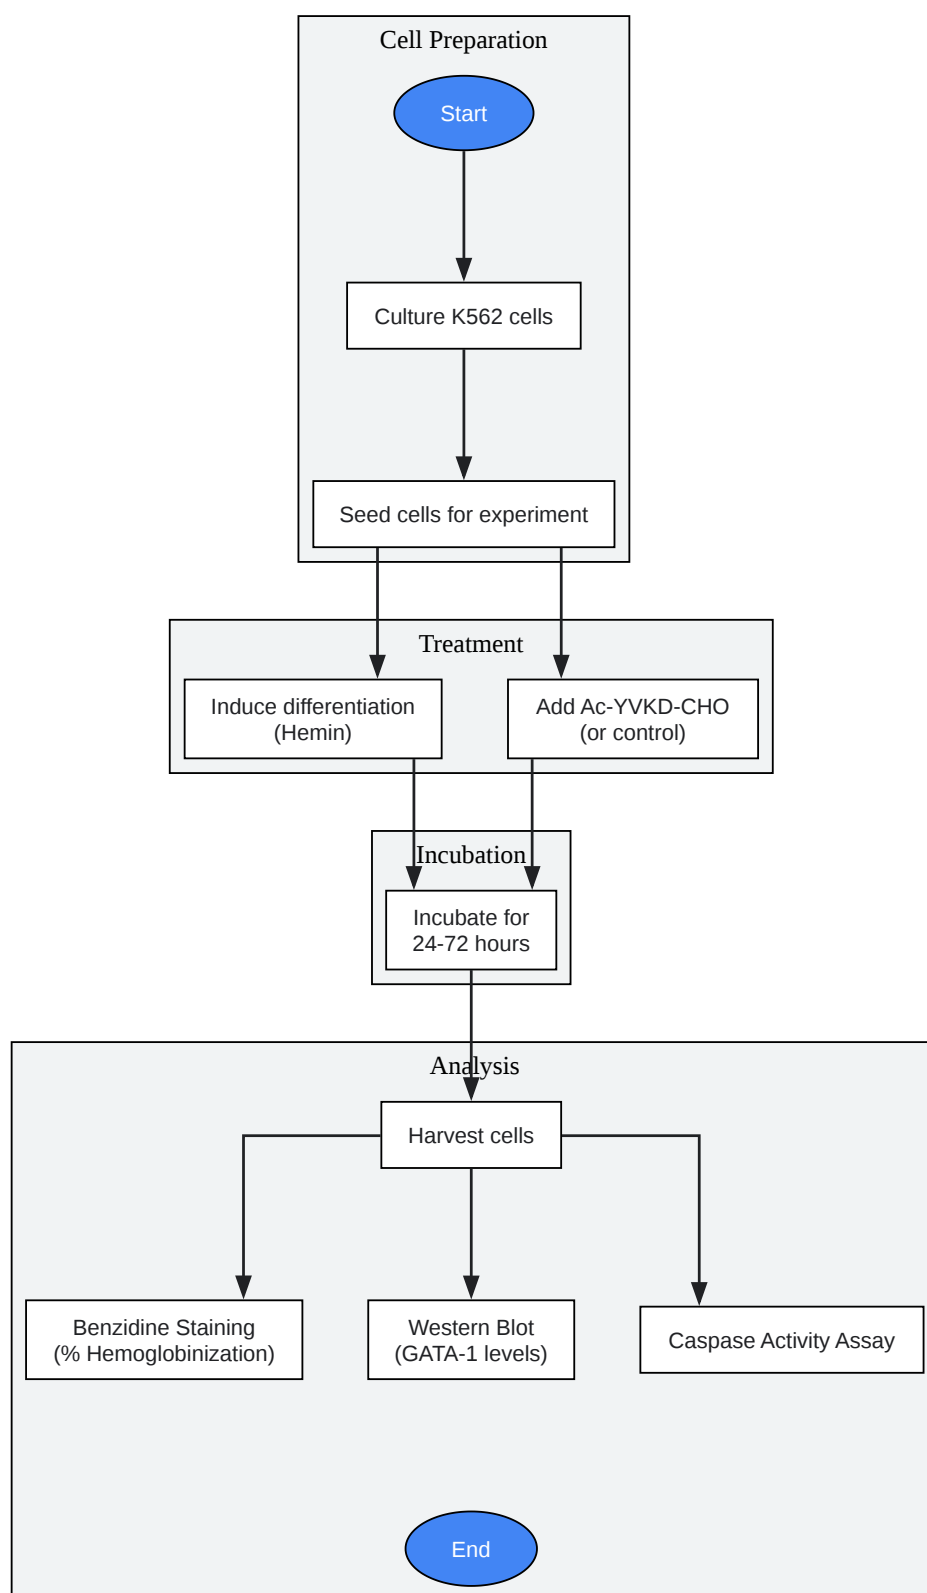 Cell Preparation
Start
Culture K562 cells
Seed cells for experiment
Treatment
Induce differentiation
(Hemin)
Add Ac-YVKD-CHO
(or control)
Incubation
Incubate for
24-72 hours
Analysis
Harvest cells
Benzidine Staining
(% Hemoglobinization)
Western Blot
(GATA-1 levels)
Caspase Activity Assay
End